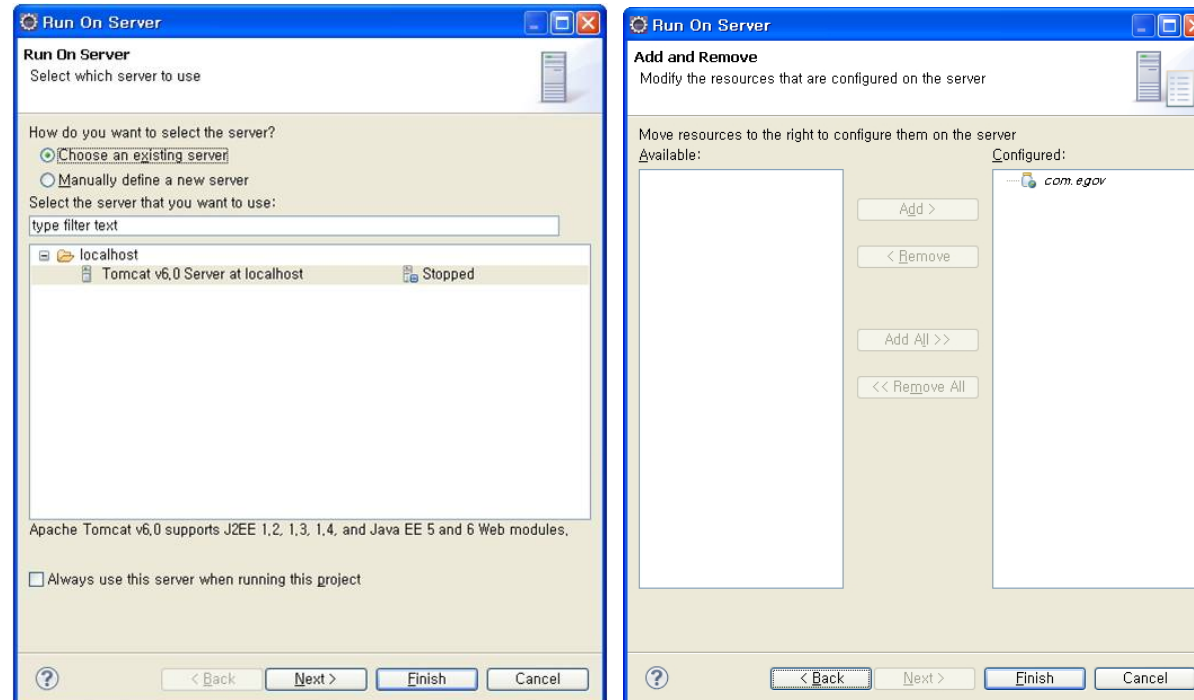 Run On Server
Run On Server
Select which server to use
How do you want to select the server?
Choose an existing server
Manually define a new server
Select the server that you want to use:
type filter text
localhost
Tomcat v6.0 Server at localhost Stopped
Apache Tomcat v6.0 supports J2EE 1.2, 1.3, 1.4, and Java EE 5 and 6 Web modules.
Always use this server when running this project
? < Back Next > Finish Cancel
Run On Server
Add and Remove
Modify the resources that are configured on the server
Move resources to the right to configure them on the server
Available: Configured:
com.egov
Add >
< Remove
Add All >>
<< Remove All
? < Back Next > Finish Cancel